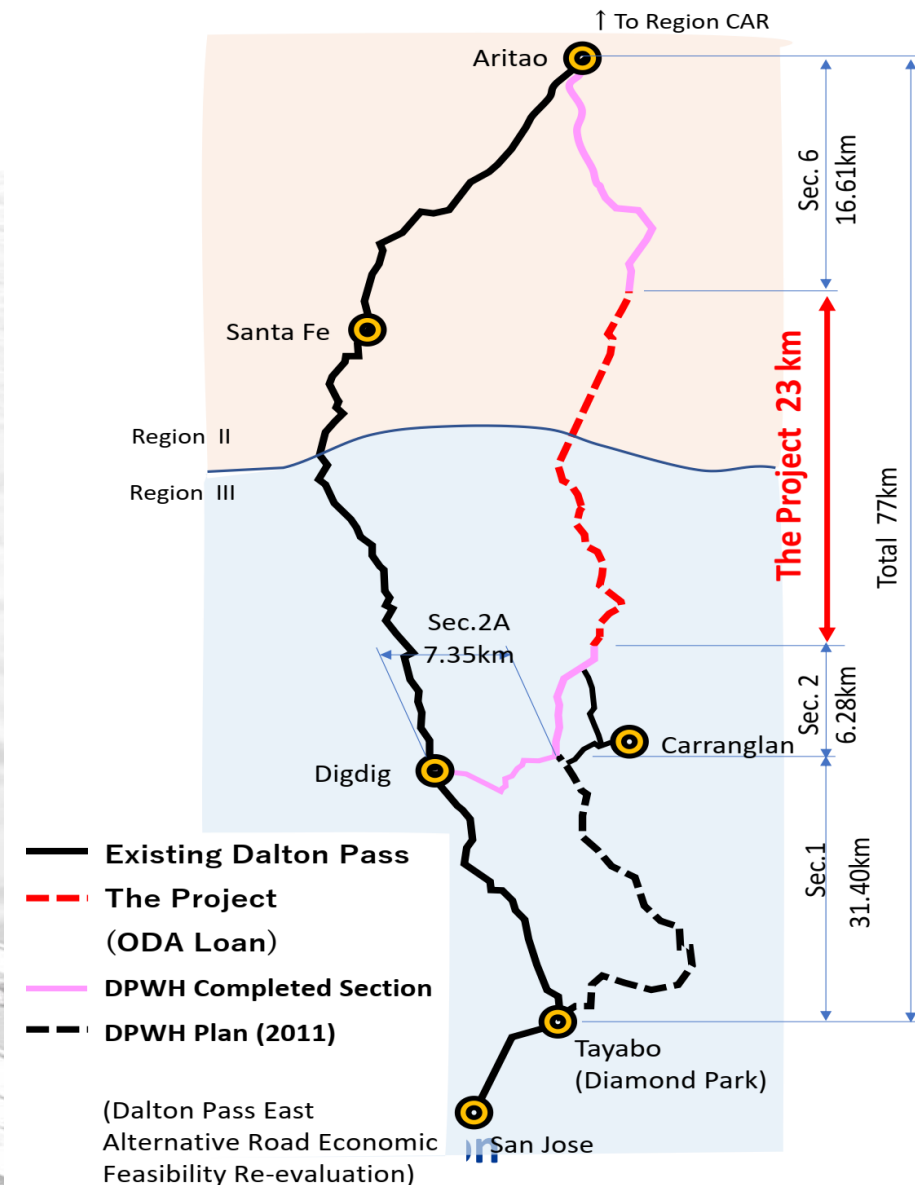 ↑ To Region CAR
Aritao
Sec. 6
16.61km
Santa Fe
The Project 23 km
Region II
Region III
Total 77km
Sec.2A
7.35km
Sec. 2
6.28km
Carranglan
Digdig
Sec.1
31.40km
Existing Dalton Pass
The Project
(ODA Loan)
DPWH Completed Section
DPWH Plan (2011)
Tayabo
(Diamond Park)
(Dalton Pass East
Alternative Road Economic
Feasibility Re-evaluation)
San Jose